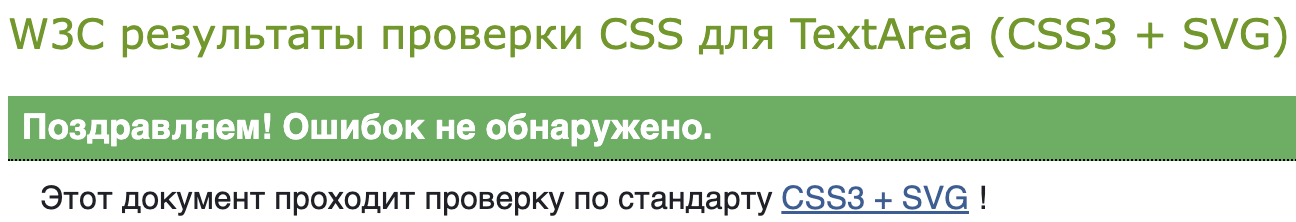 W3C результаты проверки CSS для TextArea (CSS3 + SVG)
Поздравляем! Ошибок не обнаружено.
Этот документ проходит проверку по стандарту CSS3 + SVG !